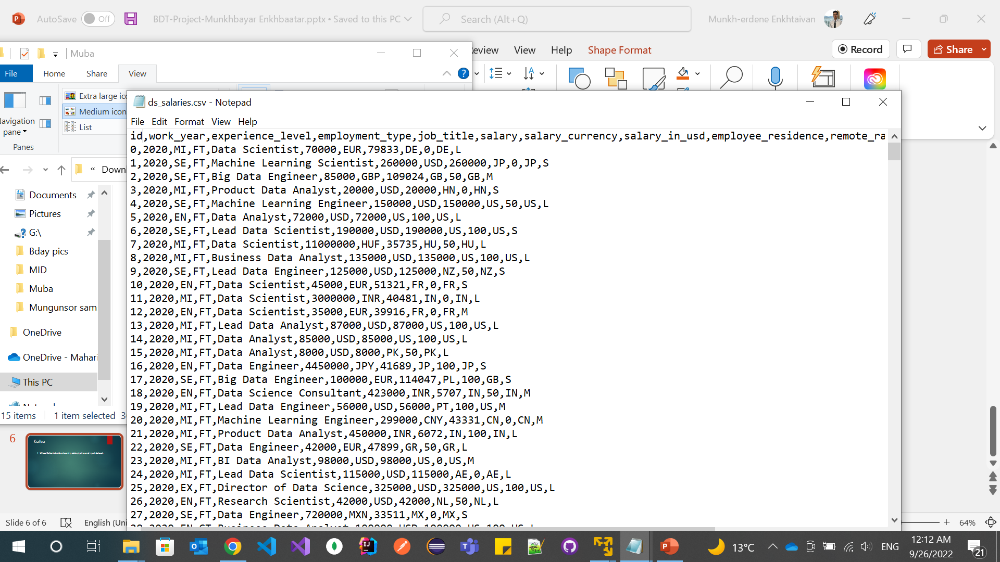 AutoSave Off BDT-Project-Munkhbayar Enkhbaatar.pptx • Saved to this PC Search (Alt+Q) Munkh-erdene Enkhtaivan
Muba
Review View Help Shape Format Record Share
File Home Share View
Extra large ico
Medium icon
List
Navigation
pane
Panes
ds_salaries.csv - Notepad
File Edit Format View Help
id,work_year,experience_level,employment_type,job_title,salary,salary_currency,salary_in_usd,employee_residence,remote_ra
0,2020,MI,FT,Data Scientist,70000,EUR,79833,DE,0,DE,L
1,2020,SE,FT,Machine Learning Scientist,260000,USD,260000,JP,0,JP,S
2,2020,SE,FT,Big Data Engineer,85000,GBP,109024,GB,50,GB,M
3,2020,MI,FT,Product Data Analyst,20000,USD,20000,HN,0,HN,S
4,2020,SE,FT,Machine Learning Engineer,150000,USD,150000,US,50,US,L
5,2020,EN,FT,Data Analyst,72000,USD,72000,US,100,US,L
6,2020,SE,FT,Lead Data Scientist,190000,USD,190000,US,100,US,S
7,2020,MI,FT,Data Scientist,11000000,HUF,35735,HU,50,HU,L
8,2020,MI,FT,Business Data Analyst,135000,USD,135000,US,100,US,L
9,2020,SE,FT,Lead Data Engineer,125000,USD,125000,NZ,50,NZ,S
10,2020,EN,FT,Data Scientist,45000,EUR,51321,FR,0,FR,S
11,2020,MI,FT,Data Scientist,3000000,INR,40481,IN,0,IN,L
12,2020,EN,FT,Data Scientist,35000,EUR,39916,FR,0,FR,M
13,2020,MI,FT,Lead Data Analyst,87000,USD,87000,US,100,US,L
14,2020,MI,FT,Data Analyst,85000,USD,85000,US,100,US,L
15,2020,MI,FT,Data Analyst,8000,USD,8000,PK,50,PK,L
16,2020,EN,FT,Data Engineer,4450000,JPY,41689,JP,100,JP,S
17,2020,SE,FT,Big Data Engineer,100000,EUR,114047,PL,100,GB,S
18,2020,EN,FT,Data Science Consultant,423000,INR,5707,IN,50,IN,M
19,2020,MI,FT,Lead Data Engineer,56000,USD,56000,PT,100,US,M
20,2020,MI,FT,Machine Learning Engineer,299000,CNY,43331,CN,0,CN,M
21,2020,MI,FT,Product Data Analyst,450000,INR,6072,IN,100,IN,L
22,2020,SE,FT,Data Engineer,42000,EUR,47899,GR,50,GR,L
23,2020,MI,FT,BI Data Analyst,98000,USD,98000,US,0,US,M
24,2020,MI,FT,Lead Data Scientist,115000,USD,115000,AE,0,AE,L
25,2020,EX,FT,Director of Data Science,325000,USD,325000,US,100,US,L
26,2020,EN,FT,Research Scientist,42000,USD,42000,NL,50,NL,L
27,2020,SE,FT,Data Engineer,720000,MXN,33511,MX,0,MX,S
« Down
Documents
Pictures
G:\
Bday pics
MID
Muba
Mungunsor sam
OneDrive
OneDrive - Mahari
This PC
15 items 1 item selected 3
6
Kafka
Slide 6 of 6 English (Uni 64%
13°C ENG 12:12 AM
9/26/2022
21